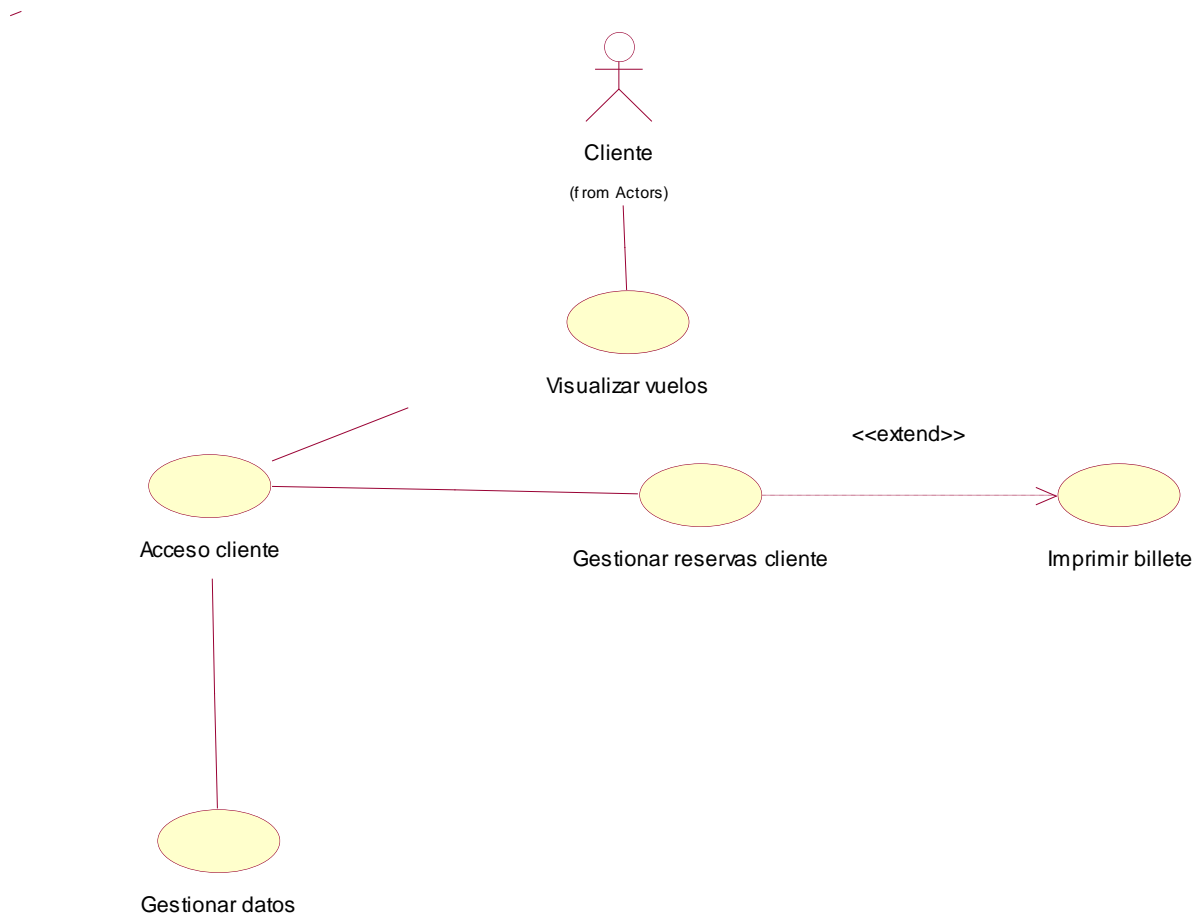 Cliente
(from Actors)
Visualizar vuelos
<<extend>>
Acceso cliente
Gestionar reservas cliente
Imprimir billete
Gestionar datos